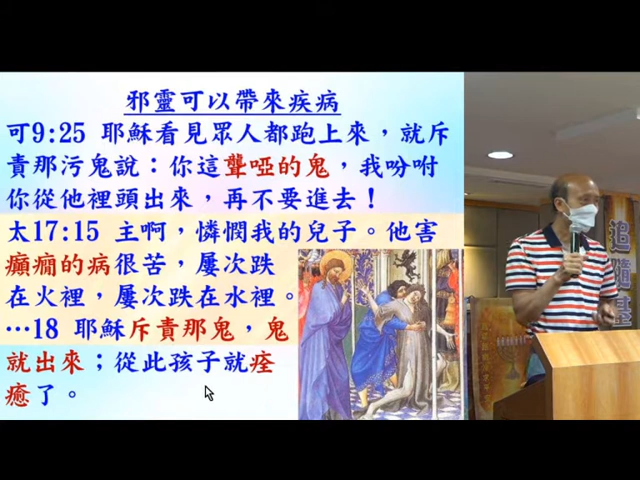 邪靈可以帶來疾病
可9:25 耶穌看見眾人都跑上來，就斥
責那污鬼說：你這聾啞的鬼，我吩咐
你從他裡頭出來，再不要進去！
太17:15 主啊，憐憫我的兒子。他害
癲癇的病很苦，屢次跌
在火裡，屢次跌在水裡。
…18 耶穌斥責那鬼，鬼
就出來；從此孩子就痊
癒了。
追隨基